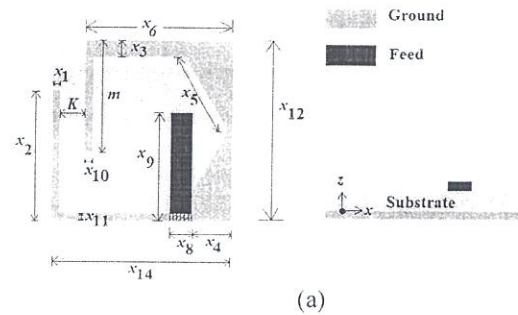 x6
Ground
x3
Feed
x1
K
m
x5
x12
x2
x9
x10
z
Substrate
x
x11
x8
x4
x14
(a)